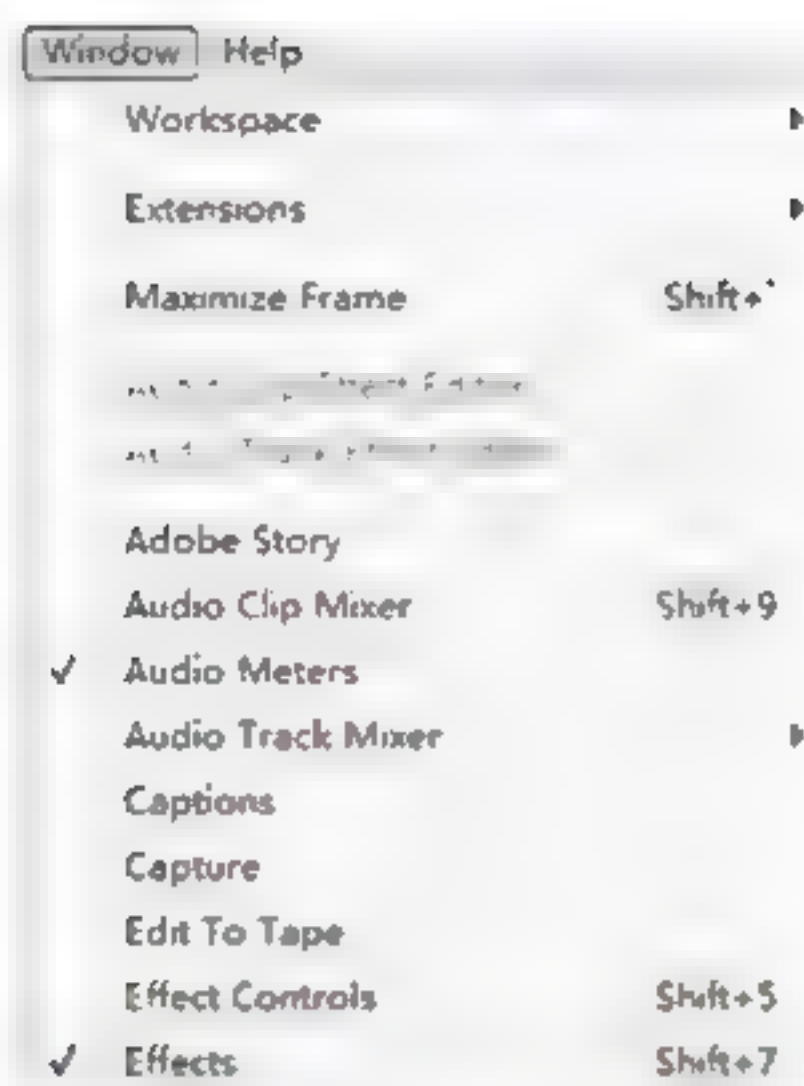 Window Help
Workspace
Extensions
Maximize Frame Shift+`
Adobe Story
Audio Clip Mixer Shift+9
Audio Meters
Audio Track Mixer
Captions
Capture
Edit To Tape
Effect Controls Shift+5
Effects Shift+7